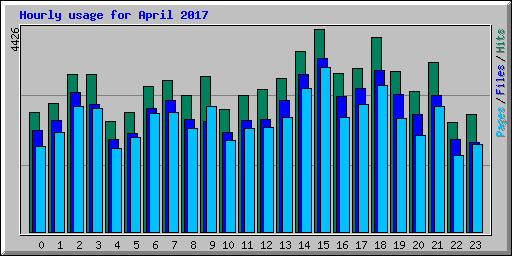 Hourly usage for April 2017
4426
Pages / Files / Hits
0 1 2 3 4 5 6 7 8 9 10 11 12 13 14 15 16 17 18 19 20 21 22 23